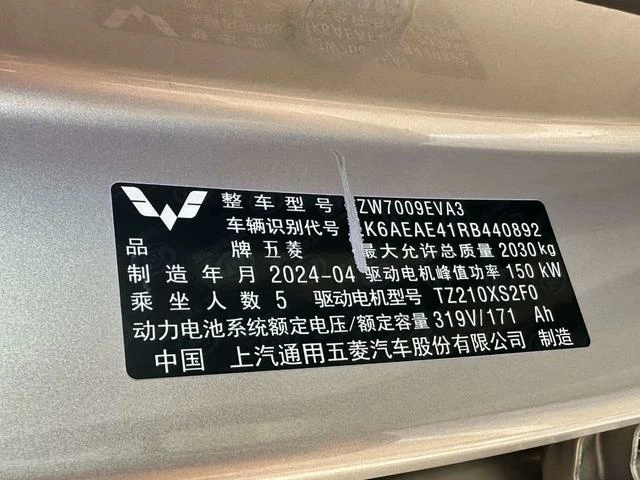 整车型号 ZW7009EVA3
车辆识别代号 K6AEAE41RB440892
品牌 五菱 最大允许总质量 2030kg
制造年月 2024-04 驱动电机峰值功率 150 kW
乘坐人数 5 驱动电机型号 TZ210XS2F0
动力电池系统额定电压/额定容量 319V/171 Ah
中国 上汽通用五菱汽车股份有限公司 制造